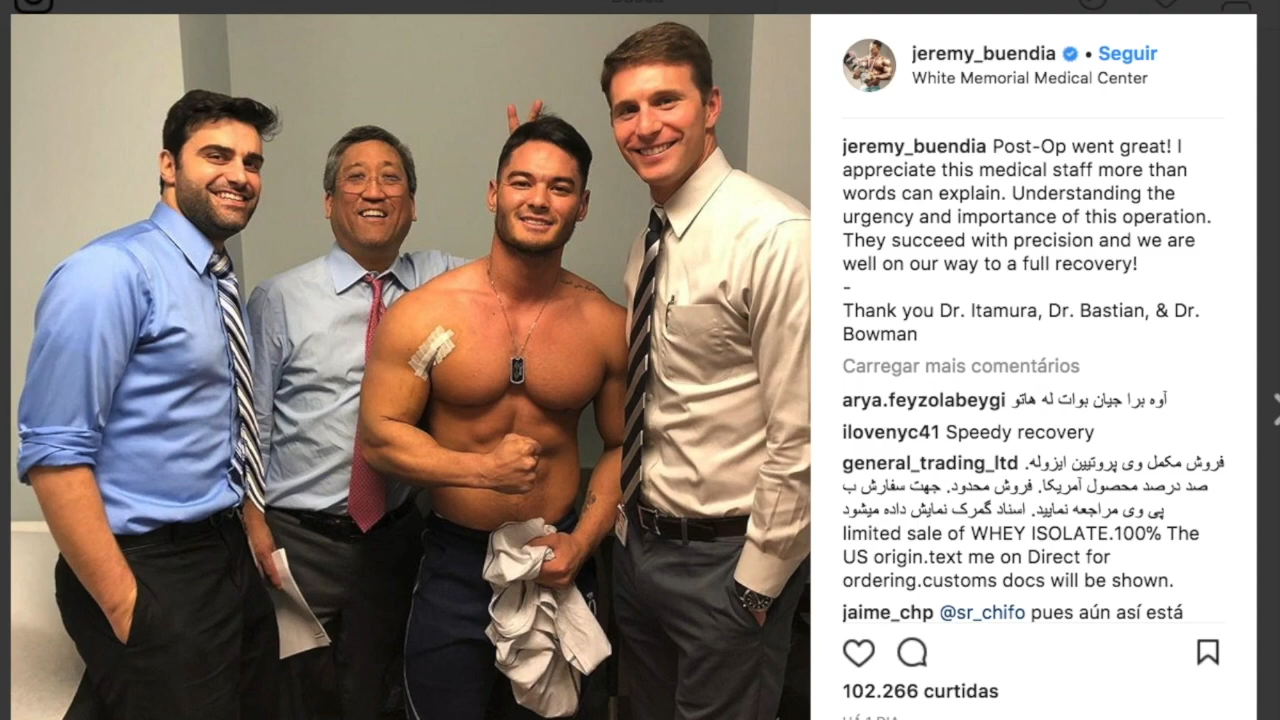 jeremy_buendia • Seguir
White Memorial Medical Center
jeremy_buendia Post-Op went great! I
appreciate this medical staff more than
words can explain. Understanding the
urgency and importance of this operation.
They succeed with precision and we are
well on our way to a full recovery!
-
Thank you Dr. Itamura, Dr. Bastian, & Dr.
Bowman
Carregar mais comentários
arya.feyzolabeygi آوه برا جیان بوات له هاتو
ilovenyc41 Speedy recovery
general_trading_ltd فروش مکمل وی پروتیین ایزوله.
صد درصد محصول آمریکا. فروش محدود. جهت سفارش ب
پی وی مراجعه نمایید. اسناد گمرک نمایش داده میشود
limited sale of WHEY ISOLATE.100% The
US origin.text me on Direct for
ordering.customs docs will be shown.
jaime_chp @sr_chifo pues aún así está
102.266 curtidas